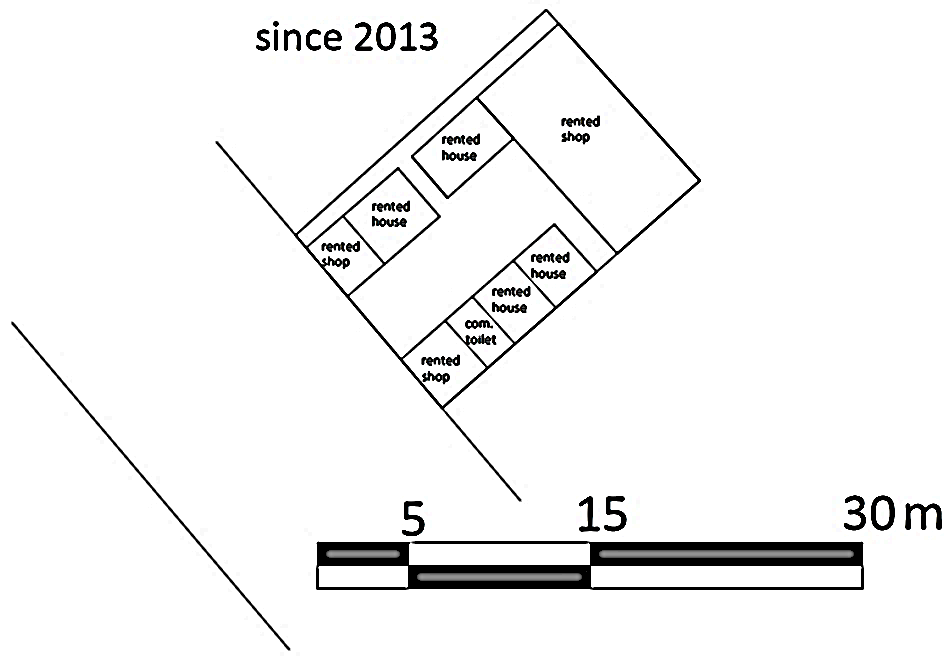 since 2013
rented
shop
rented
house
rented
house
rented
shop
rented
house
rented
house
com.
toilet
rented
shop
5 15 30 m